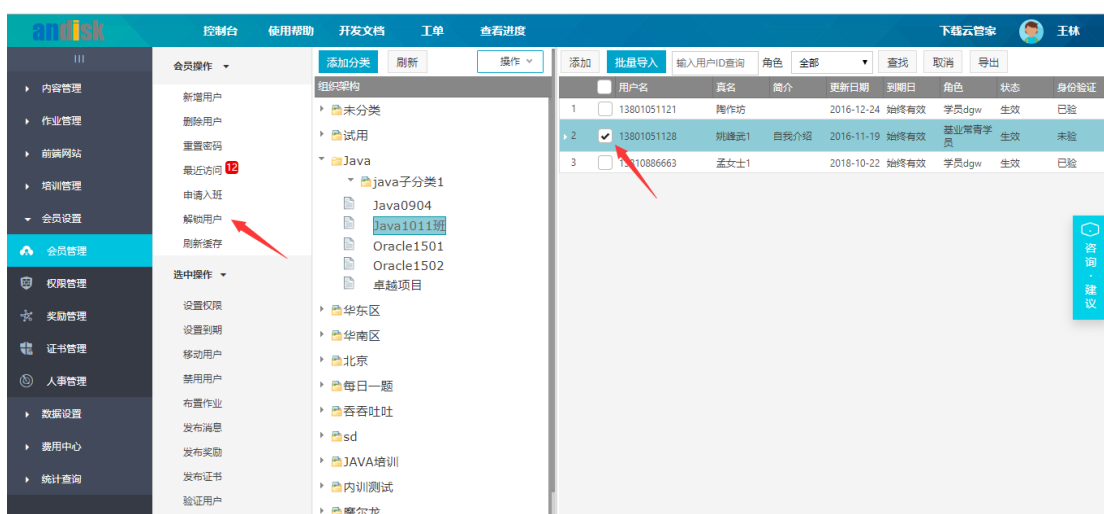 andisk 控制台 使用帮助 开发文档 工单 查看进度 下载云管家 王林
内容管理
作业管理
前端网站
培训管理
会员设置
会员管理
权限管理
奖励管理
证书管理
人事管理
数据设置
费用中心
统计查询
会员操作
新增用户
删除用户
重置密码
最近访问 12
申请入班
解锁用户
刷新缓存
选中操作
设置权限
设置到期
移动用户
禁用用户
布置作业
发布消息
发布奖励
发布证书
验证用户
添加分类 刷新 操作
组织架构
未分类
试用
Java
java子分类1
Java0904
Java1011班
Oracle1501
Oracle1502
卓越项目
华东区
华南区
北京
每日一题
吞吞吐吐
sd
JAVA培训
内训测试
摩尔龙
添加 批量导入 输入用户ID查询 角色 全部 查找 取消 导出
用户名 真名 简介 更新日期 到期日 角色 状态 身份验证
1 13801051121 陶作坊 2016-12-24 始终有效 学员dgw 生效 已验
2 13801051128 姚峰武1 自我介绍 2016-11-19 始终有效 基业常青学员 生效 未验
3 13910886663 孟女士1 2018-10-22 始终有效 学员dgw 生效 已验
咨询·建议